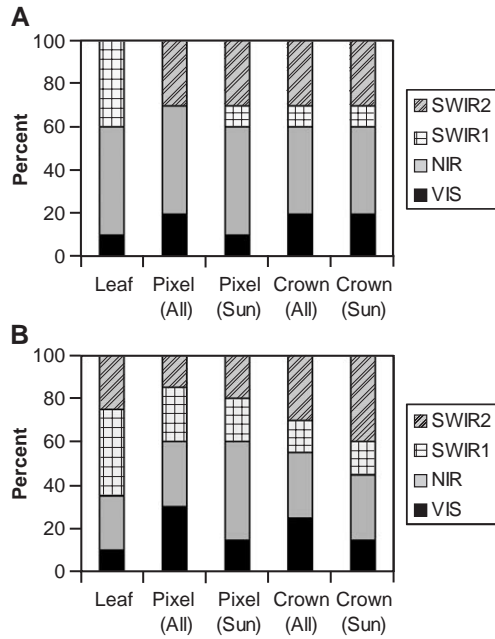 A
100
80
60
40
20
0
Percent
Leaf
Pixel
(All)
Pixel
(Sun)
Crown
(All)
Crown
(Sun)
SWIR2
SWIR1
NIR
VIS
B
100
80
60
40
20
0
Percent
Leaf
Pixel
(All)
Pixel
(Sun)
Crown
(All)
Crown
(Sun)
SWIR2
SWIR1
NIR
VIS